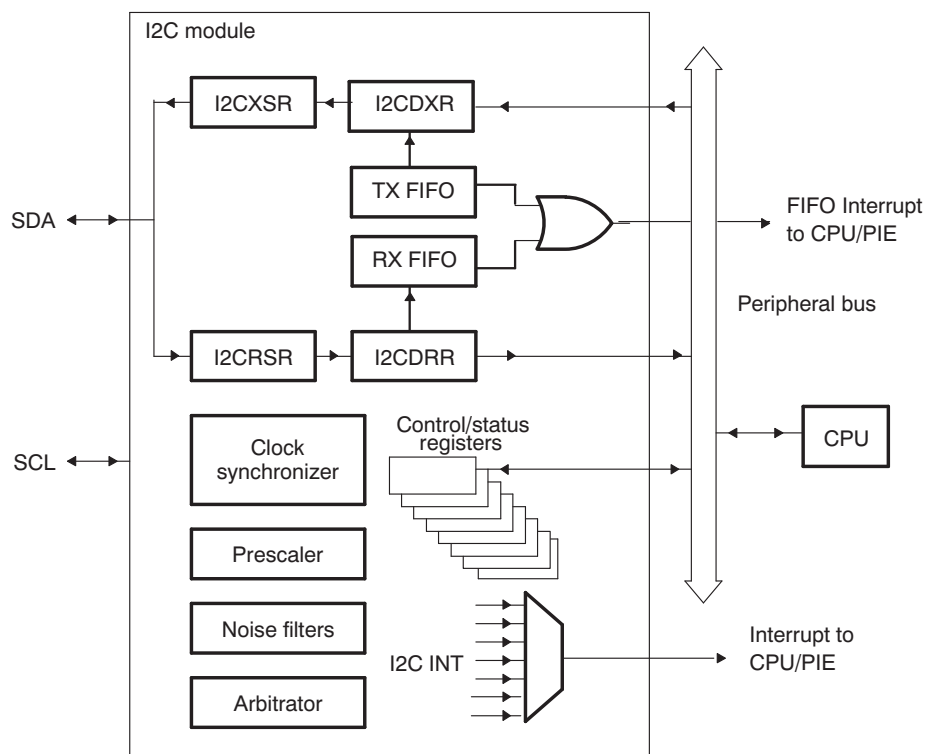 I2C module
I2CXSR
I2CDXR
TX FIFO
SDA
FIFO Interrupt
to CPU/PIE
RX FIFO
Peripheral bus
I2CRSR
I2CDRR
Control/status
registers
CPU
Clock
synchronizer
SCL
Prescaler
Noise filters
I2C INT
Interrupt to
CPU/PIE
Arbitrator